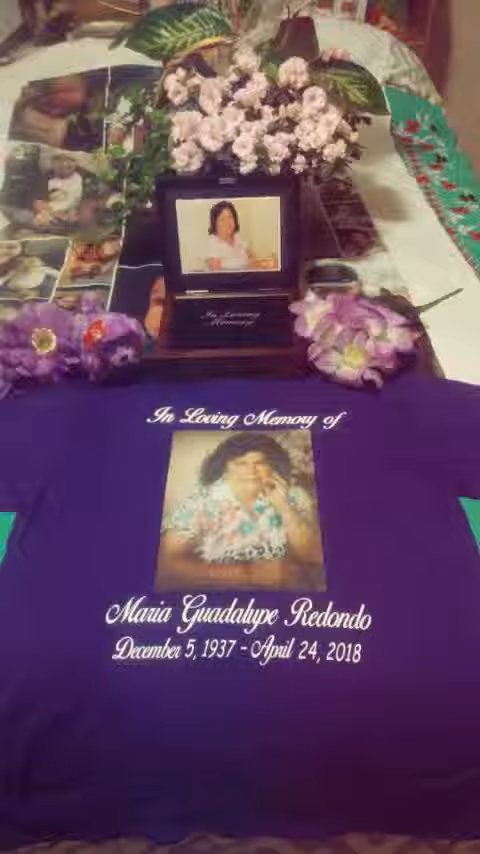 In Loving
Memory
In Loving Memory of
Maria Guadalupe Redondo
December 5, 1937 - April 24, 2018